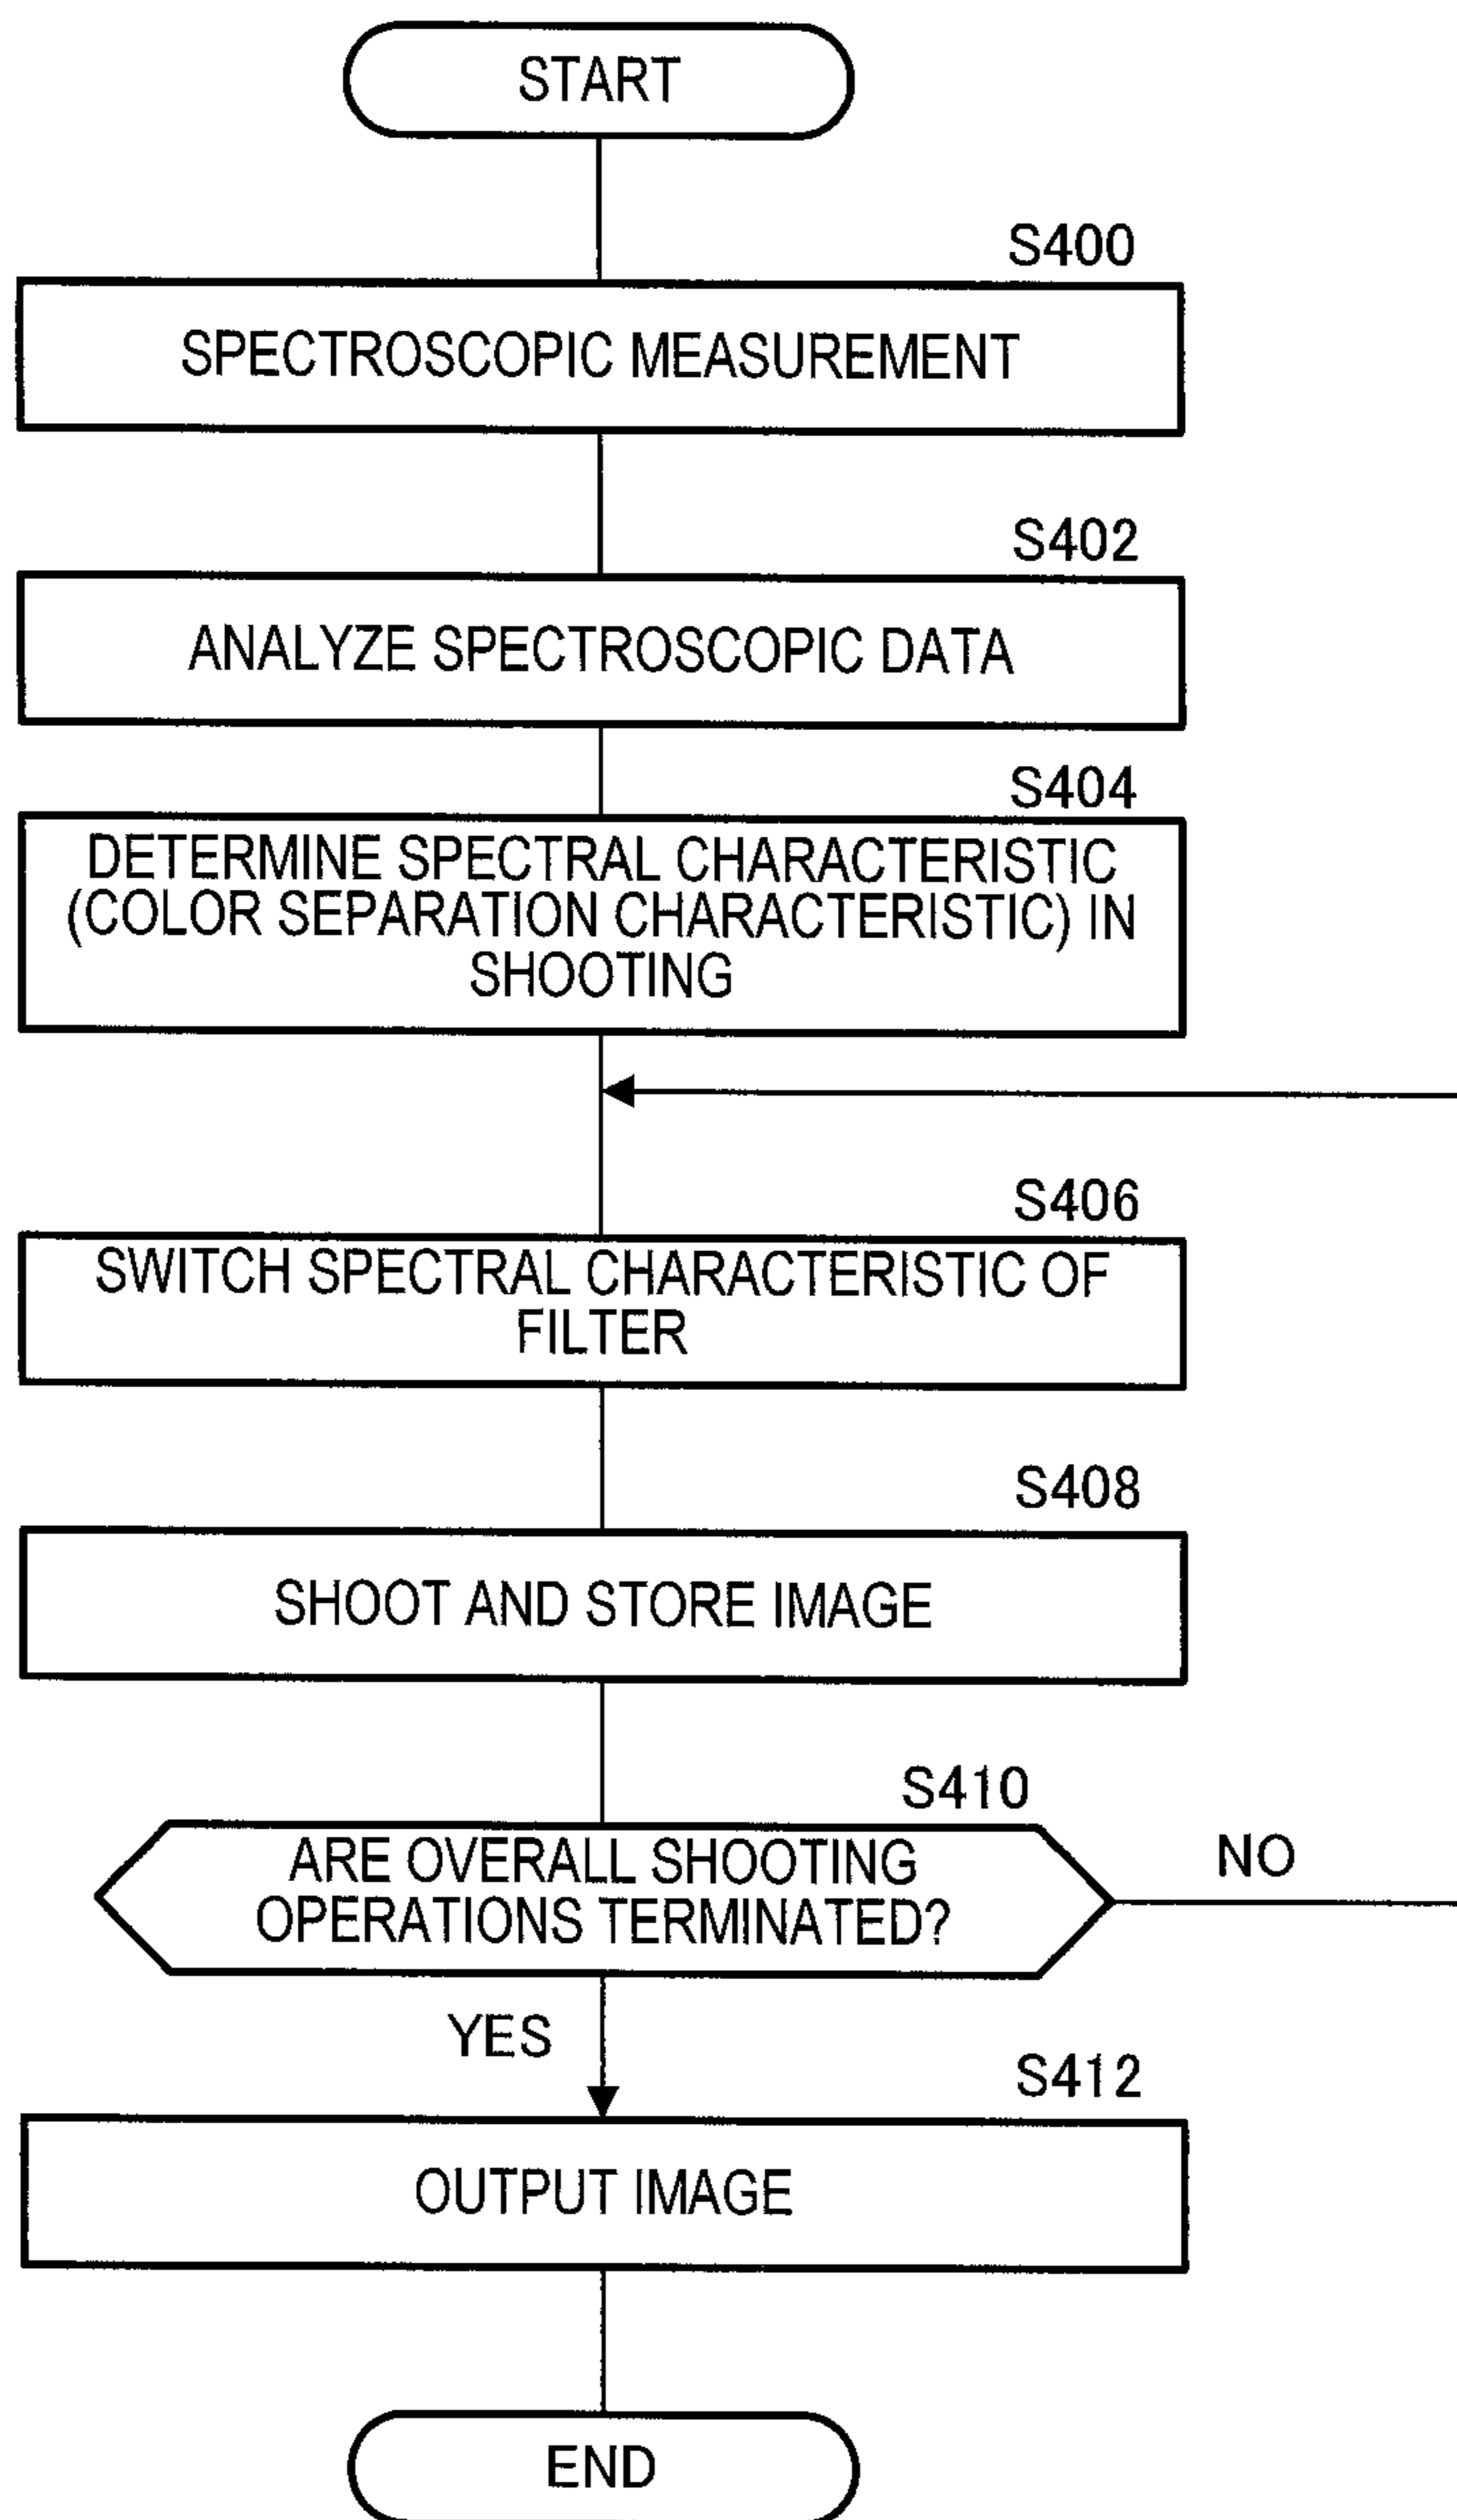 START
S400
SPECTROSCOPIC MEASUREMENT
S402
ANALYZE SPECTROSCOPIC DATA
S404
DETERMINE SPECTRAL CHARACTERISTIC
(COLOR SEPARATION CHARACTERISTIC) IN
SHOOTING
S406
SWITCH SPECTRAL CHARACTERISTIC OF
FILTER
S408
SHOOT AND STORE IMAGE
S410
ARE OVERALL SHOOTING
OPERATIONS TERMINATED?
NO
YES
S412
OUTPUT IMAGE
END